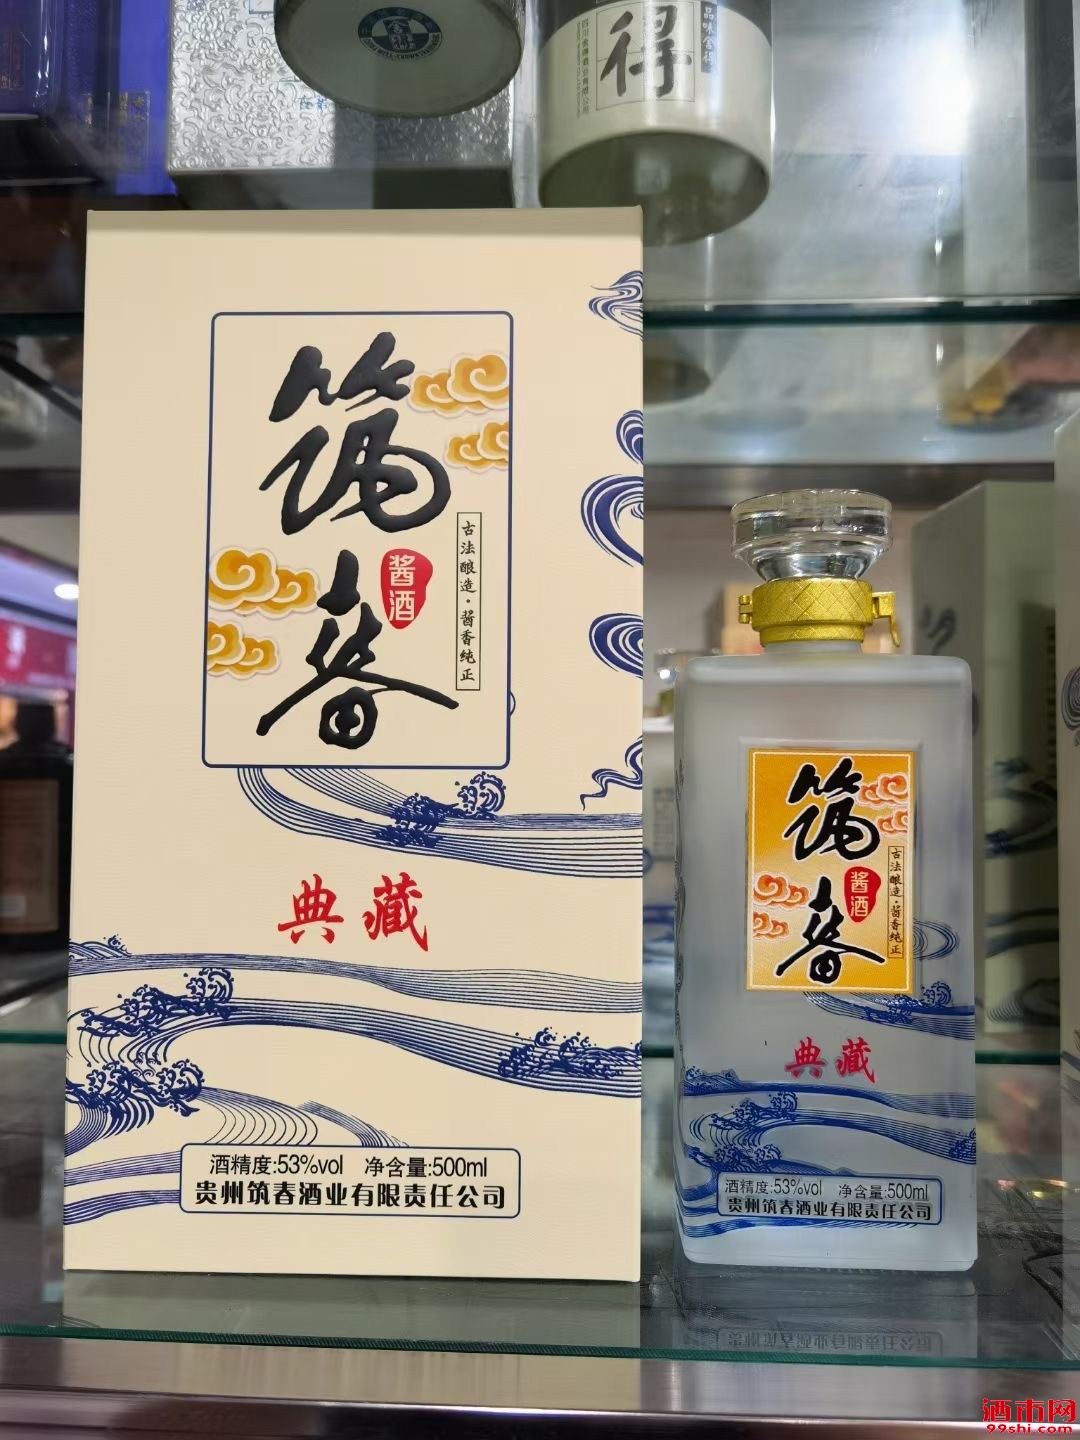 得
品味舍得
筑春
酱酒
古法酿造·酱香纯正
典藏
酒精度:53%vol 净含量:500ml
贵州筑春酒业有限责任公司
筑春
酱酒
古法酿造·酱香纯正
典藏
酒精度:53%vol 净含量:500ml
贵州筑春酒业有限责任公司
酒市网
99shi.com